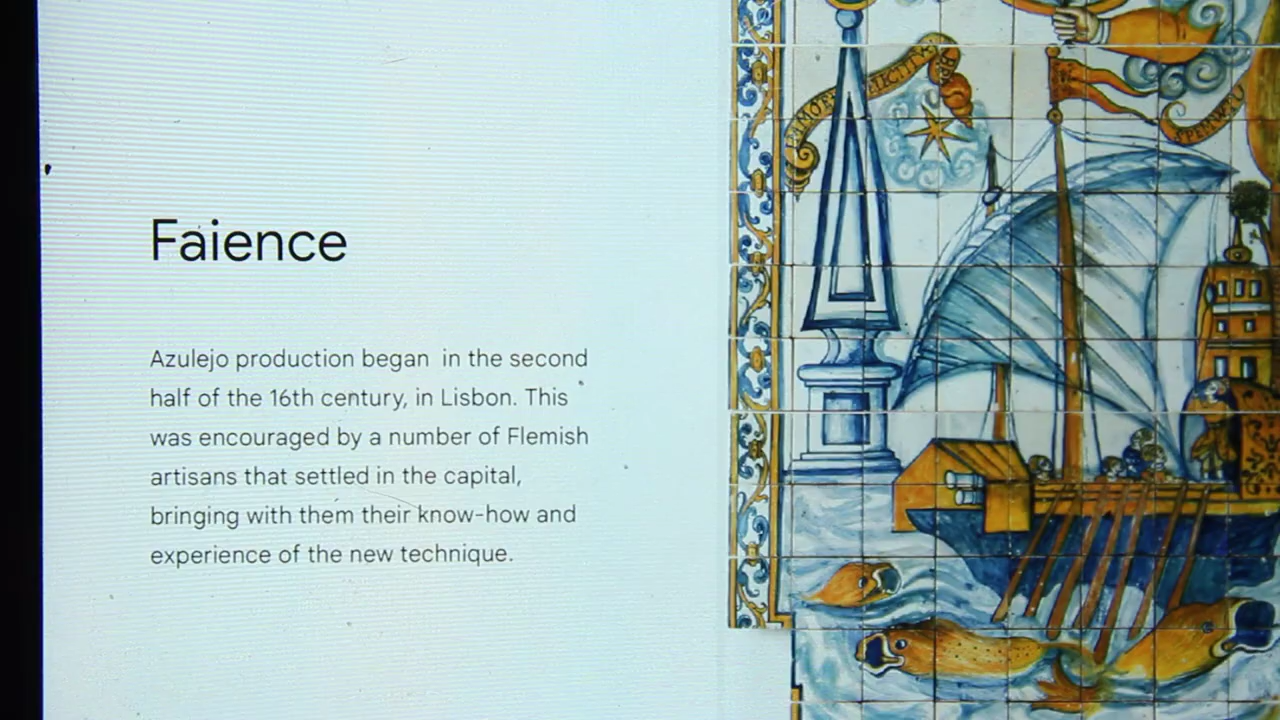 Faience
Azulejo production began  in the second
half of the 16th century, in Lisbon. This
was encouraged by a number of Flemish
artisans that settled in the capital,
bringing with them their know-how and
experience of the new technique.